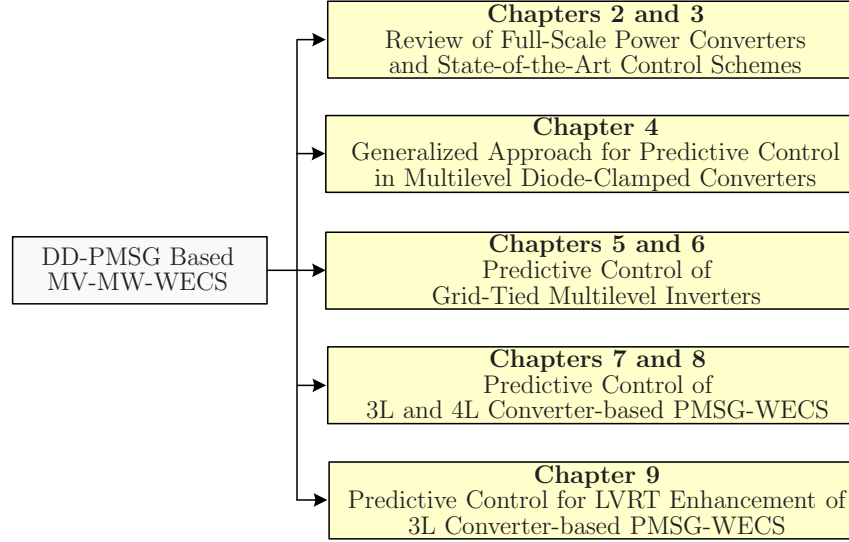 DD-PMSG Based
MV-MW-WECS
Chapters 2 and 3
Review of Full-Scale Power Converters
and State-of-the-Art Control Schemes
Chapter 4
Generalized Approach for Predictive Control
in Multilevel Diode-Clamped Converters
Chapters 5 and 6
Predictive Control of
Grid-Tied Multilevel Inverters
Chapters 7 and 8
Predictive Control of
3L and 4L Converter-based PMSG-WECS
Chapter 9
Predictive Control for LVRT Enhancement of
3L Converter-based PMSG-WECS